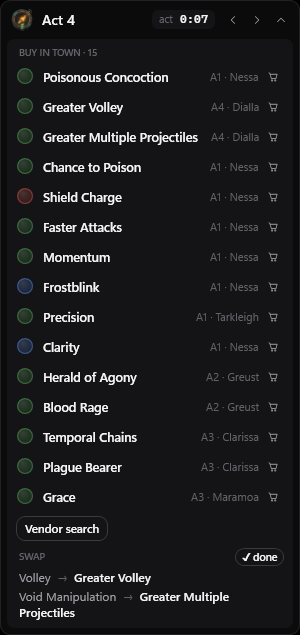 Act 4
act 0:07
BUY IN TOWN · 15
Poisonous Concoction A1 · Nessa
Greater Volley A4 · Dialla
Greater Multiple Projectiles A4 · Dialla
Chance to Poison A1 · Nessa
Shield Charge A1 · Nessa
Faster Attacks A1 · Nessa
Momentum A1 · Nessa
Frostblink A1 · Nessa
Precision A1 · Tarkleigh
Clarity A1 · Nessa
Herald of Agony A2 · Greust
Blood Rage A2 · Greust
Temporal Chains A3 · Clarissa
Plague Bearer A3 · Clarissa
Grace A3 · Maramoa
Vendor search
SWAP ✓ done
Volley → Greater Volley
Void Manipulation → Greater Multiple
Projectiles